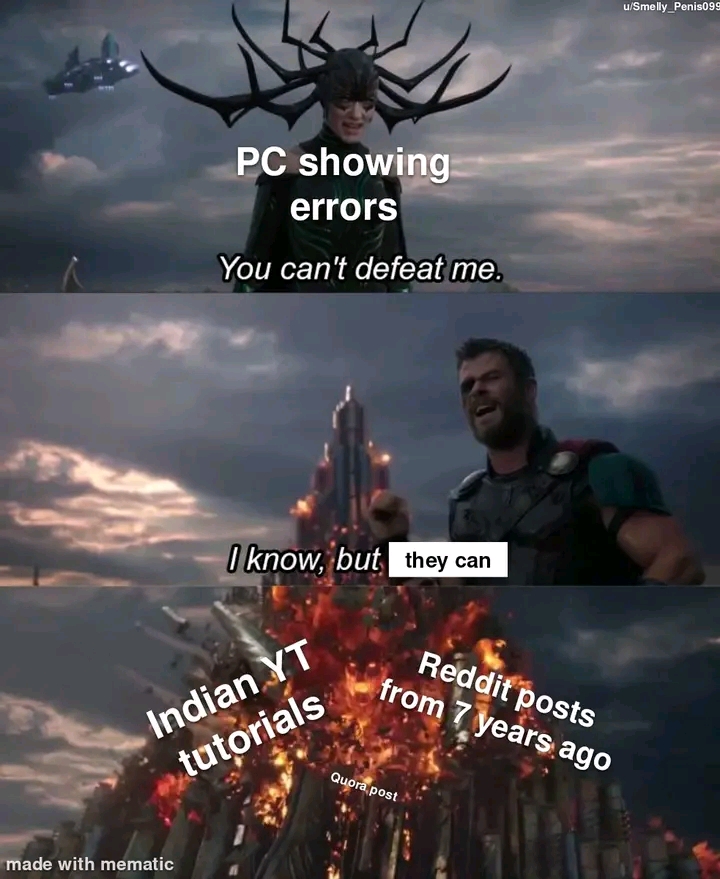 u/Smelly_Penis099
PC showing
errors
You can't defeat me.
I know, but they can
Indian YT
tutorials
Reddit posts
from 7 years ago
Quora post
made with mematic